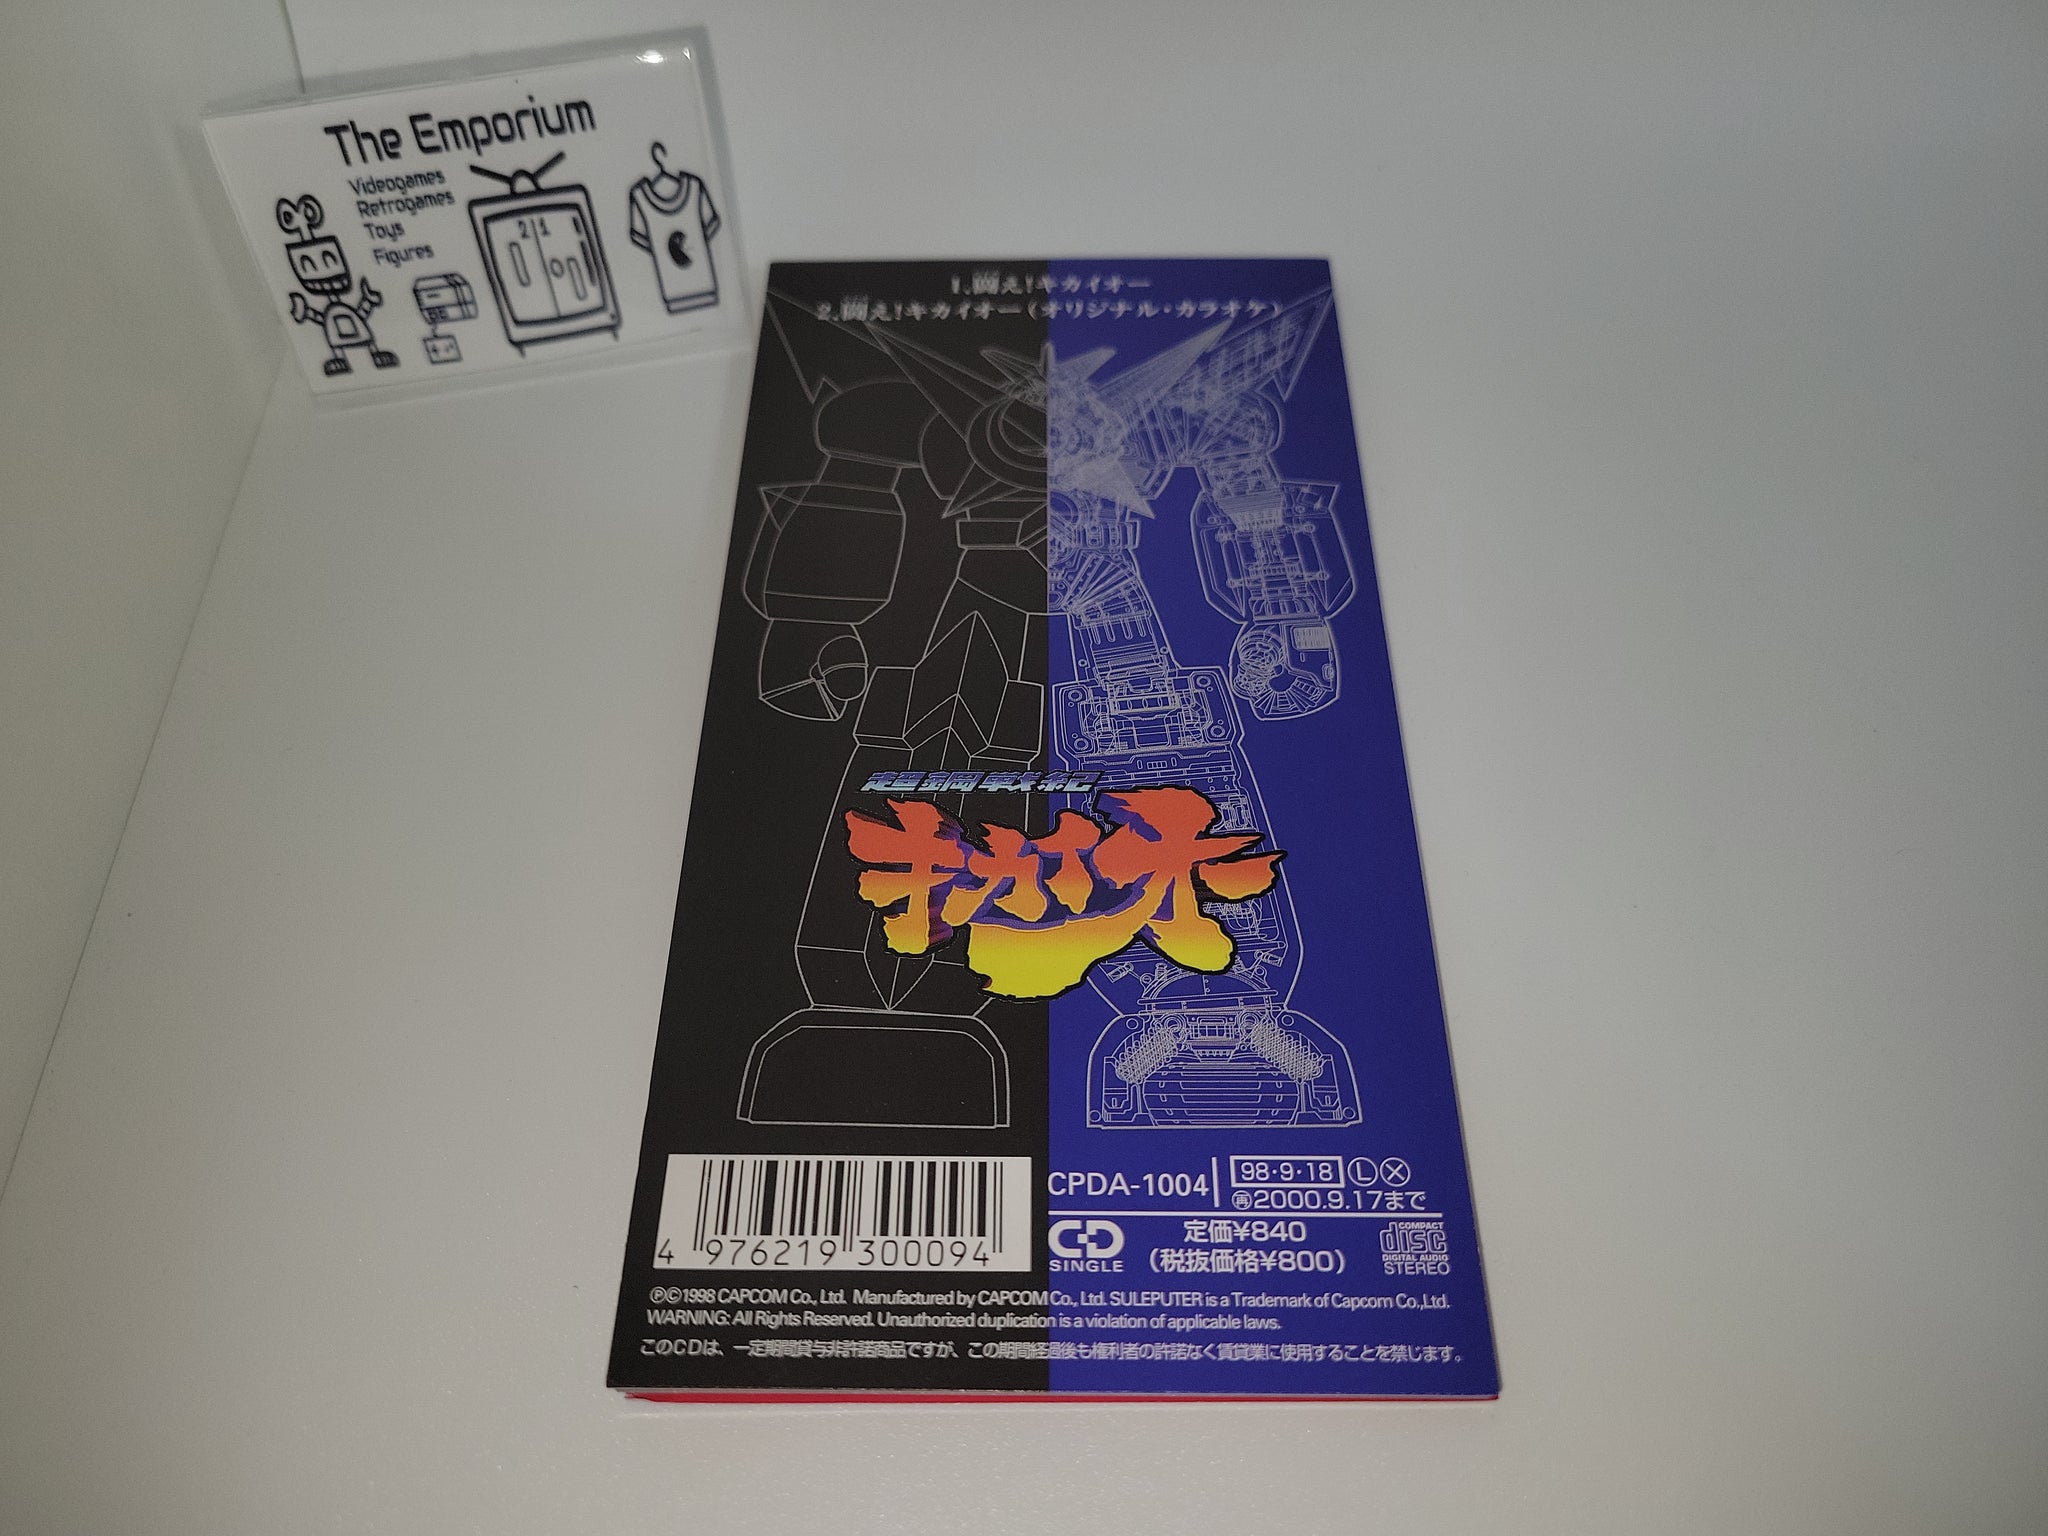 The Emporium
Videogames
Retrogames
Toys
Figures
2 1
1.闘え!キカイオー
2.闘え!キカイオー(オリジナル・カラオケ)
超鋼戦紀
キカイオー
4 976219 300094
CPDA-1004
98・9・18 Ⓛ Ⓧ
再2000.9.17まで
CD
SINGLE
定価¥840
(税抜価格¥800)
COMPACT
disc
DIGITAL AUDIO
STEREO
Ⓟ©1998 CAPCOM Co., Ltd. Manufactured by CAPCOM Co., Ltd. SULEPUTER is a Trademark of Capcom Co.,Ltd.
WARNING: All Rights Reserved. Unauthorized duplication is a violation of applicable laws.
このCDは、一定期間貸与非許諾商品ですが、この期間経過後も権利者の許諾なく賃貸業に使用することを禁じます。